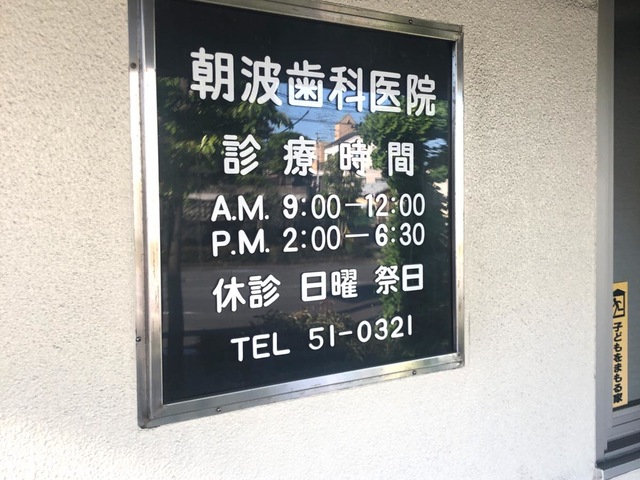 朝波歯科医院
診療時間
A.M. 9:00-12:00
P.M. 2:00-6:30
休診 日曜 祭日
TEL 51-0321
子どもをまもる家